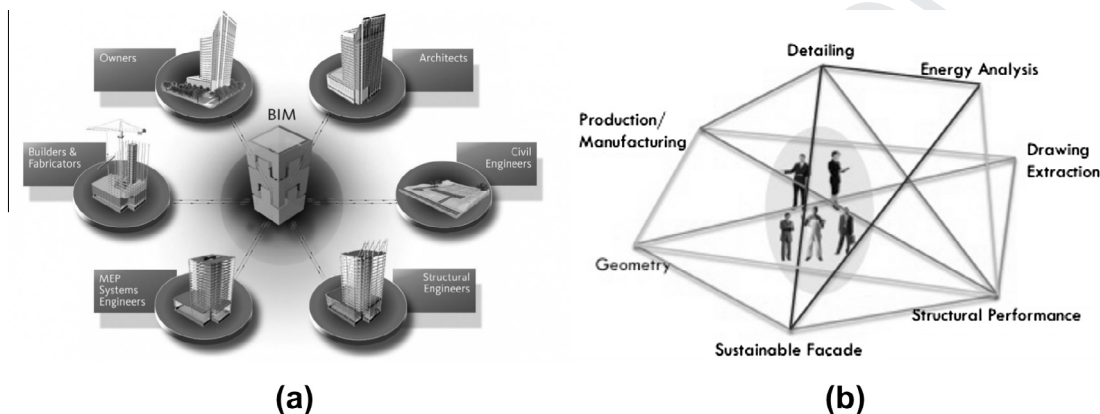 Owners
Architects
BIM
Builders &
Fabricators
Civil
Engineers
MEP
Systems
Engineers
Structural
Engineers
(a)
Detailing
Energy Analysis
Production/
Manufacturing
Drawing
Extraction
Geometry
Structural Performance
Sustainable Façade
(b)